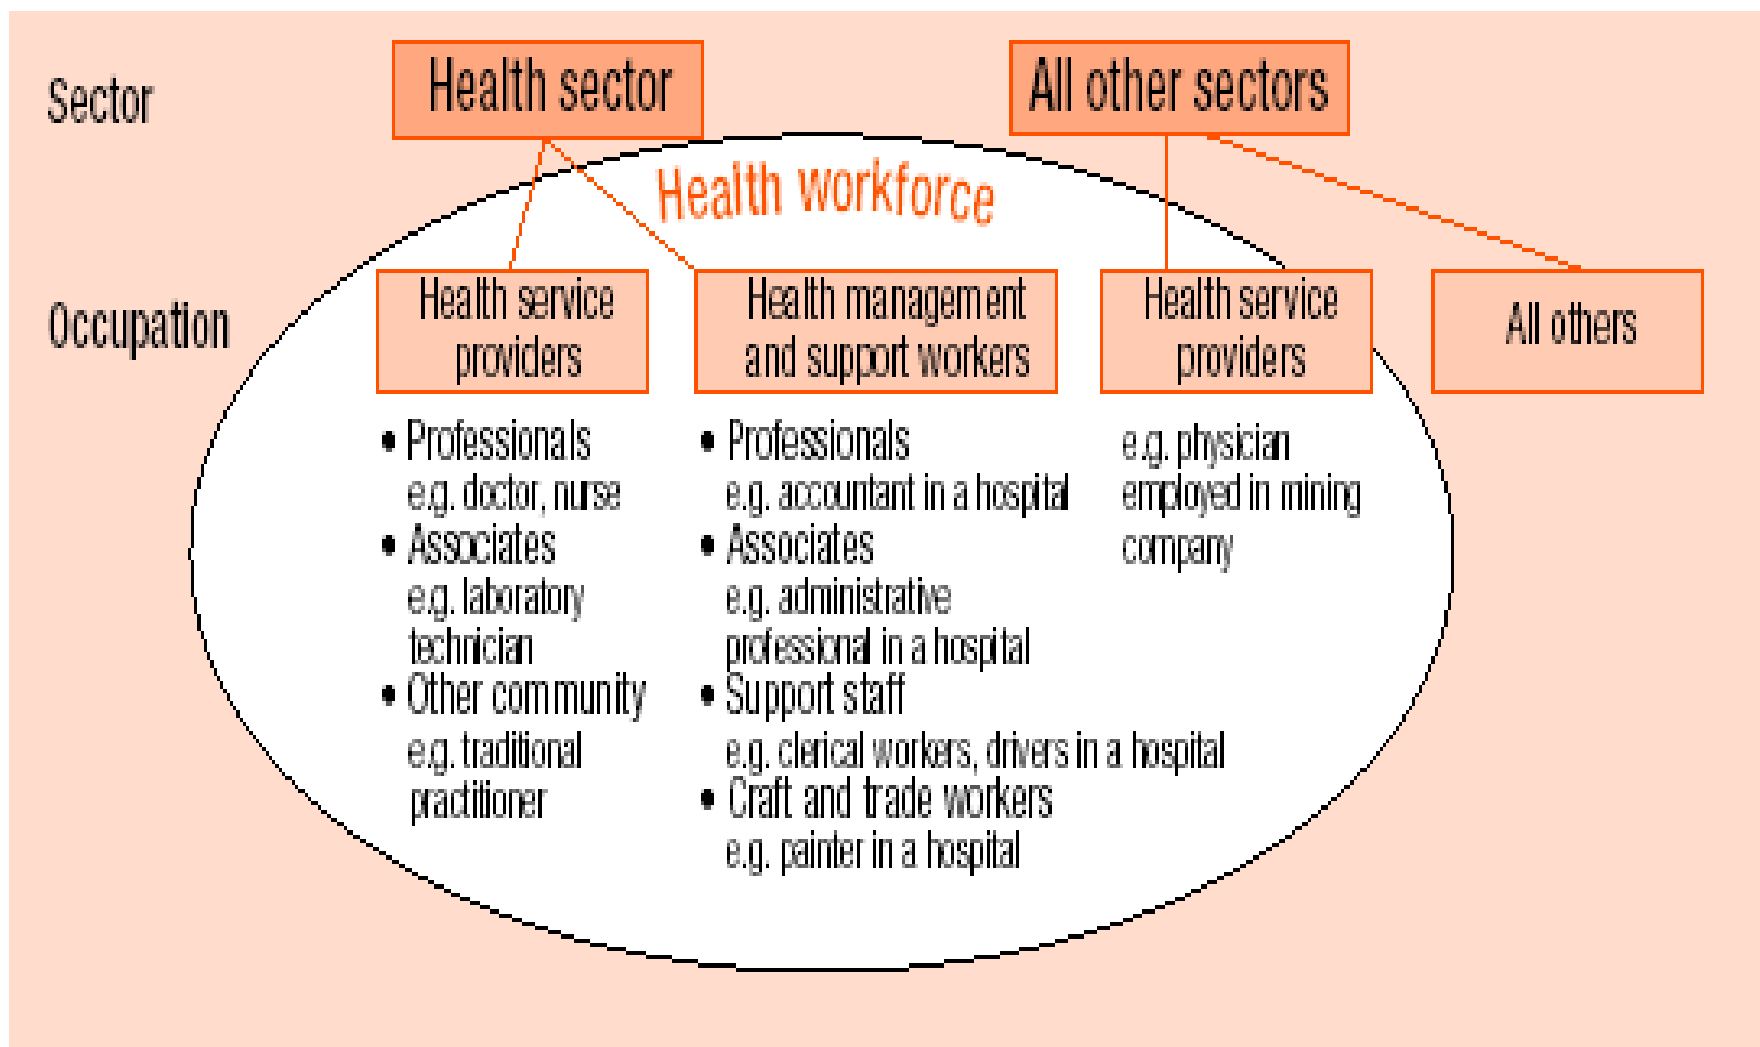 Sector
Health sector
All other sectors
Health workforce
Occupation
Health service
providers
Health management
and support workers
Health service
providers
All others
• Professionals
e.g. doctor, nurse
• Associates
e.g. laboratory
technician
• Other community
e.g. traditional
practitioner
• Professionals
e.g. accountant in a hospital
• Associates
e.g. administrative
professional in a hospital
• Support staff
e.g. clerical workers, drivers in a hospital
• Craft and trade workers
e.g. painter in a hospital
e.g. physician
employed in mining
company